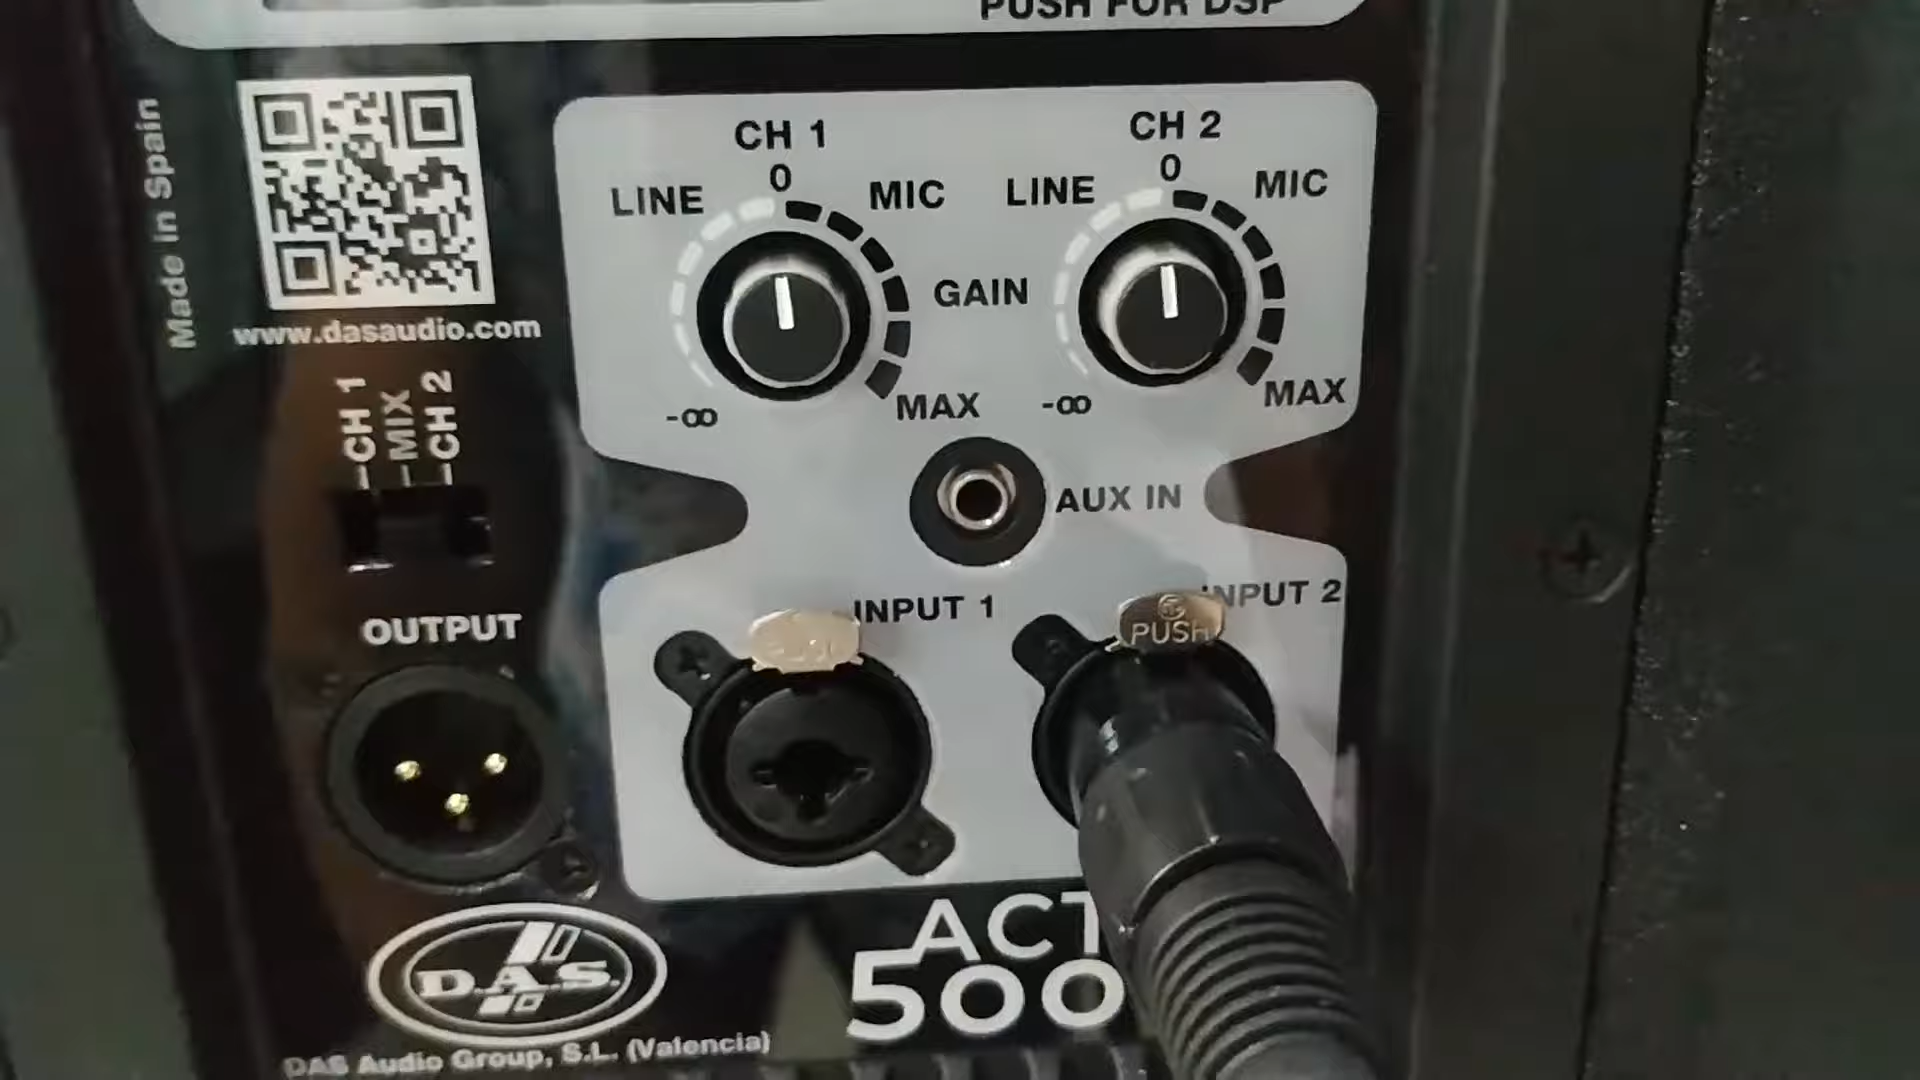 PUSH FOR DSP
Made in Spain
www.dasaudio.com
CH 1
0
LINE
MIC
-∞
MAX
GAIN
CH 2
0
LINE
MIC
-∞
MAX
CH 1
MIX
CH 2
AUX IN
INPUT 1
INPUT 2
PUSH
OUTPUT
D.A.S.
ACT
500
DAS Audio Group, S.L. (Valencia)